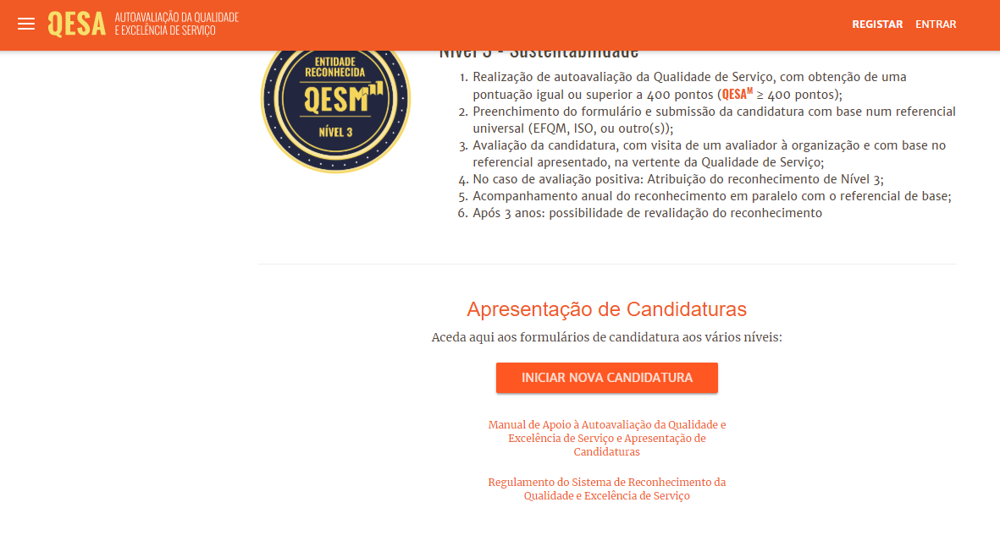 QESA AUTOAVALIAÇÃO DA QUALIDADE
E EXCELÊNCIA DE SERVIÇO
REGISTAR ENTRAR
Nível 3 - Sustentabilidade
ENTIDADE
RECONHECIDA
QESM
NÍVEL 3
1. Realização de autoavaliação da Qualidade de Serviço, com obtenção de uma
pontuação igual ou superior a 400 pontos (QESAᴹ ≥ 400 pontos);
2. Preenchimento do formulário e submissão da candidatura com base num referencial
universal (EFQM, ISO, ou outro(s));
3. Avaliação da candidatura, com visita de um avaliador à organização e com base no
referencial apresentado, na vertente da Qualidade de Serviço;
4. No caso de avaliação positiva: Atribuição do reconhecimento de Nível 3;
5. Acompanhamento anual do reconhecimento em paralelo com o referencial de base;
6. Após 3 anos: possibilidade de revalidação do reconhecimento
Apresentação de Candidaturas
Aceda aqui aos formulários de candidatura aos vários níveis:
INICIAR NOVA CANDIDATURA
Manual de Apoio à Autoavaliação da Qualidade e
Excelência de Serviço e Apresentação de
Candidaturas
Regulamento do Sistema de Reconhecimento da
Qualidade e Excelência de Serviço